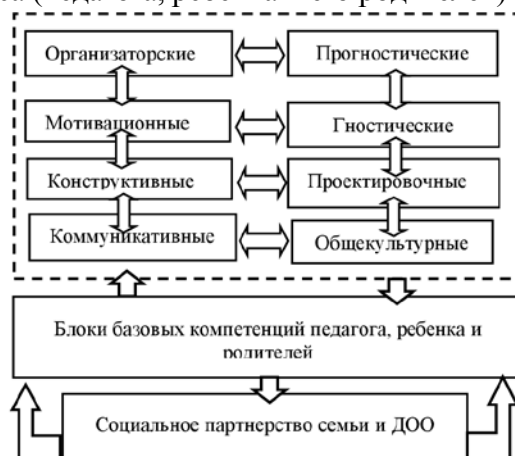 Организаторские Прогностические
Мотивационные Гностические
Конструктивные Проектировочные
Коммуникативные Общекультурные
Блоки базовых компетенций педагога, ребенка и
родителей
Социальное партнерство семьи и ДОО